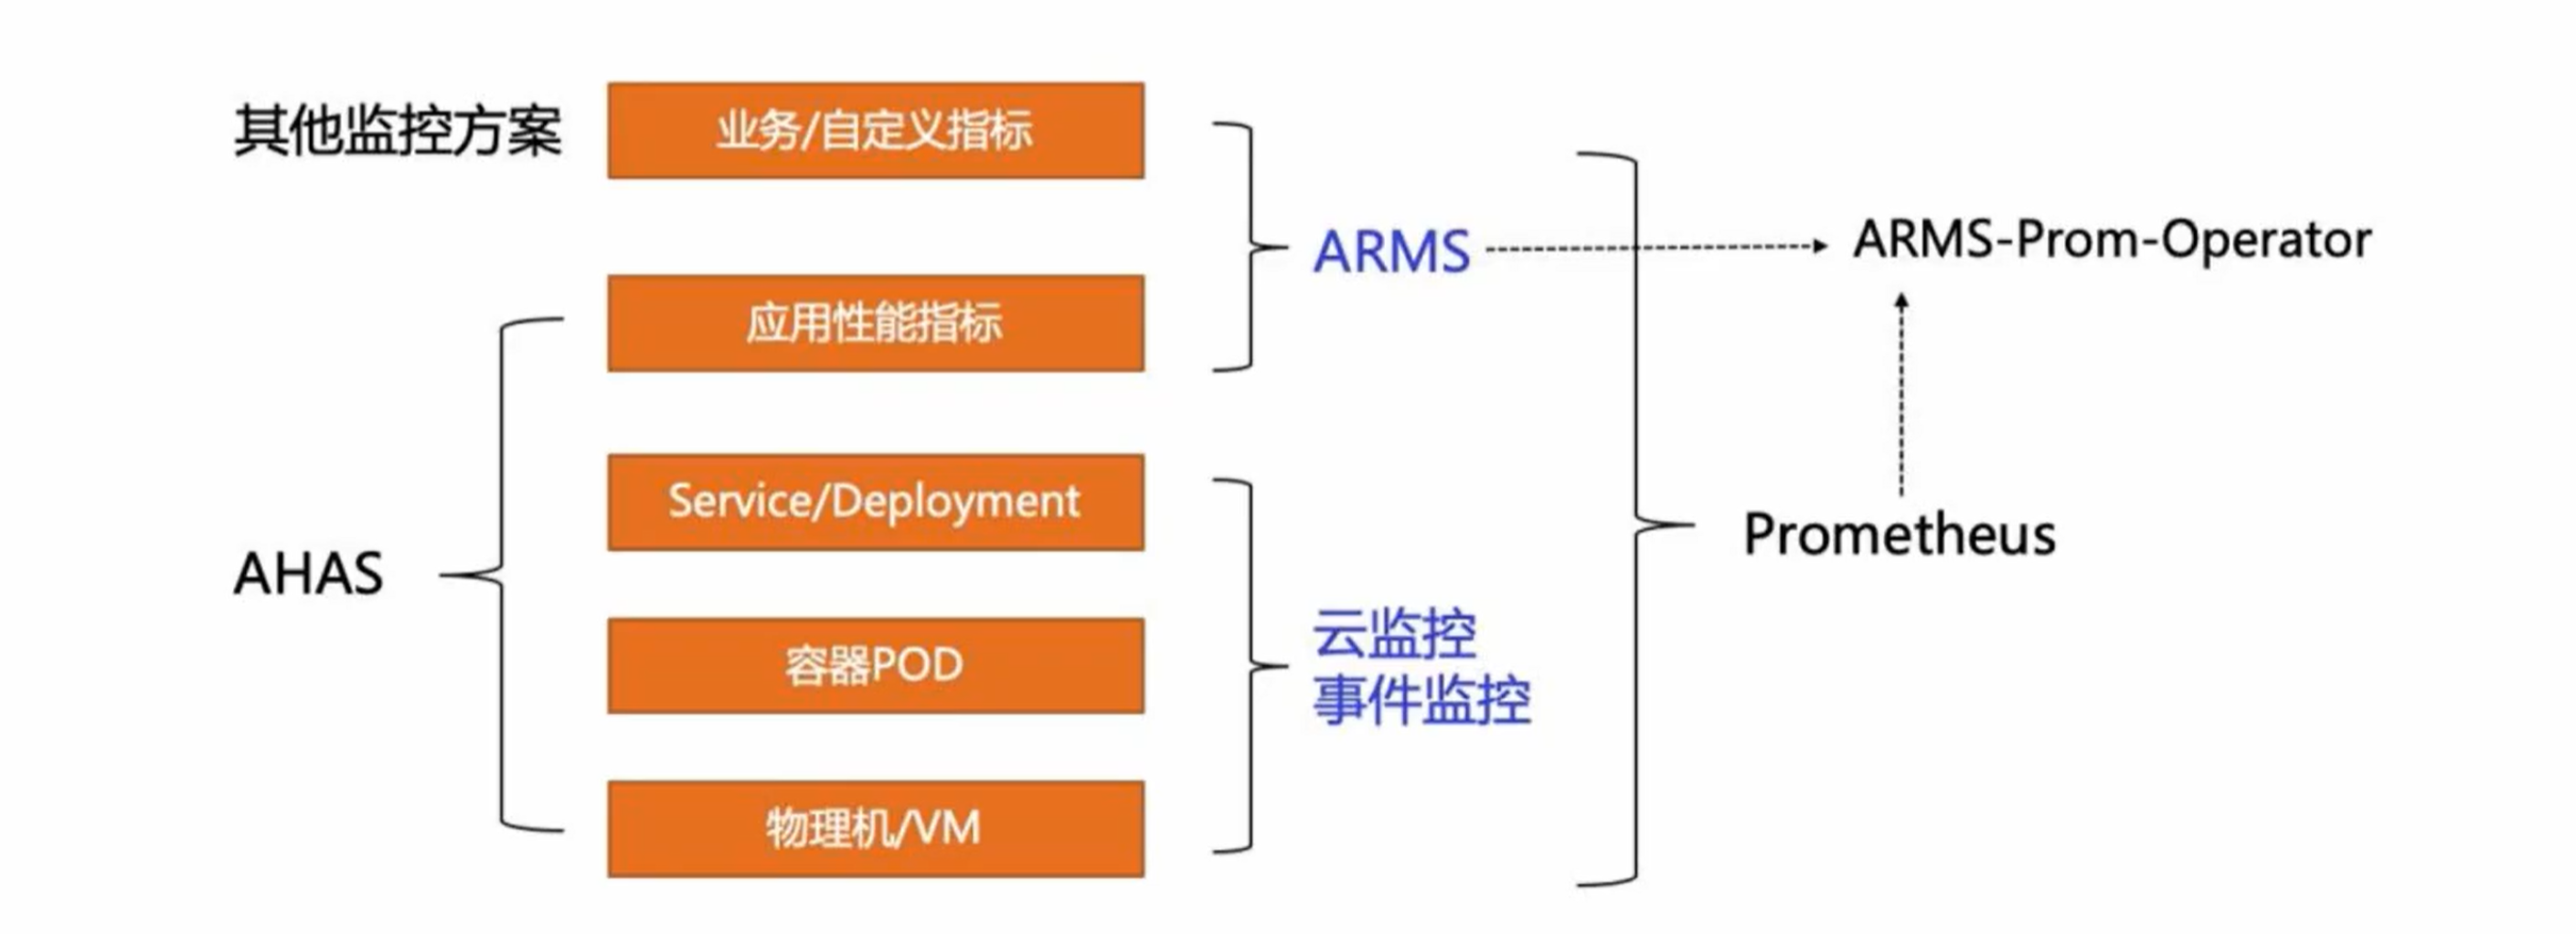 其他监控方案
业务/自定义指标
应用性能指标
ARMS
ARMS-Prom-Operator
Service/Deployment
AHAS
Prometheus
容器POD
云监控
事件监控
物理机/VM